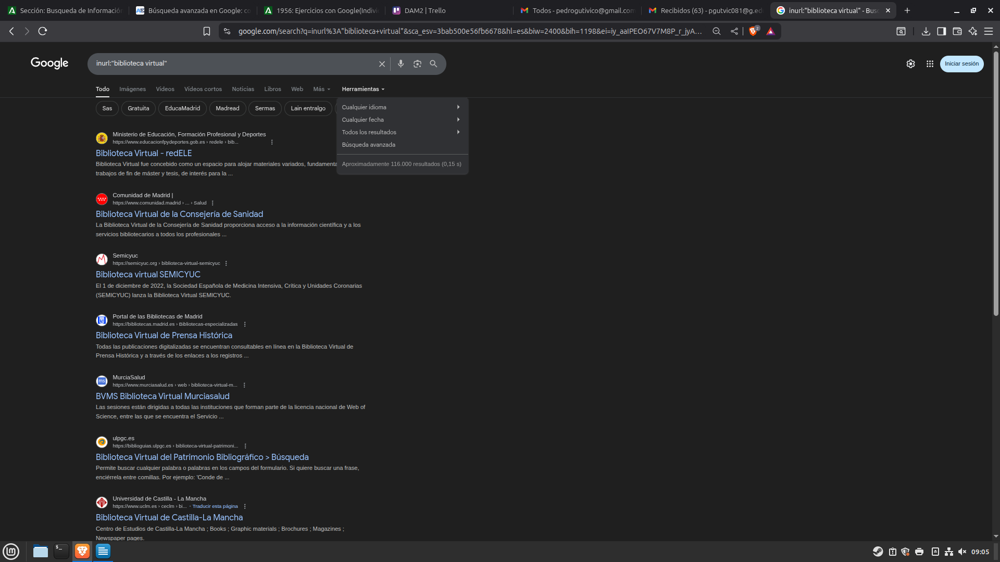 Sección: Busqueda de Información
Búsqueda avanzada en Google: co
1956: Ejercicios con Google(Indivi
DAM2 | Trello
Todos - pedrogutivico@gmail.com
Recibidos (63) - pgutvic081@g.ed
inurl:"biblioteca virtual" - Bus
google.com/search?q=inurl%3A"biblioteca+virtual"&sca_esv=3bab500e56fb6678&hl=es&biw=2400&bih=1198&ei=iy_aaIPEO67V7M8P_r_jyA...
2
Google
inurl:"biblioteca virtual"
Iniciar sesión
Todo
Imágenes
Vídeos
Vídeos cortos
Noticias
Libros
Web
Más
Herramientas
Sas
Gratuita
EducaMadrid
Madread
Sermas
Lain entralgo
Cualquier idioma
Cualquier fecha
Todos los resultados
Búsqueda avanzada
Aproximadamente 116.000 resultados (0,15 s)
Ministerio de Educación, Formación Profesional y Deportes
https://www.educacionfpydeportes.gob.es › redele › bib...
Biblioteca Virtual - redELE
Biblioteca Virtual fue concebido como un espacio para alojar materiales variados, fundamenta
trabajos de fin de máster y tesis, de interés para la ...
Comunidad de Madrid |
https://www.comunidad.madrid › ... › Salud
Biblioteca Virtual de la Consejería de Sanidad
La Biblioteca Virtual de la Consejería de Sanidad proporciona acceso a la información científica y a los
servicios bibliotecarios a todos los profesionales ...
Semicyuc
https://semicyuc.org › biblioteca-virtual-semicyuc
Biblioteca virtual SEMICYUC
El 1 de diciembre de 2022, la Sociedad Española de Medicina Intensiva, Crítica y Unidades Coronarias
(SEMICYUC) lanza la Biblioteca Virtual SEMICYUC.
Portal de las Bibliotecas de Madrid
https://bibliotecas.madrid.es › Bibliotecas-especializadas
Biblioteca Virtual de Prensa Histórica
Todas las publicaciones digitalizadas se encuentran consultables en línea en la Biblioteca Virtual de
Prensa Histórica y a través de los enlaces a los registros ...
ms
MurciaSalud
https://www.murciasalud.es › web › biblioteca-virtual-m...
BVMS Biblioteca Virtual Murciasalud
Las sesiones están dirigidas a todas las instituciones que forman parte de la licencia nacional de Web of
Science, entre las que se encuentra el Servicio ...
ulpgc.es
https://biblioguias.ulpgc.es › biblioteca-virtual-patrimoni...
Biblioteca Virtual del Patrimonio Bibliográfico > Búsqueda
Permite buscar cualquier palabra o palabras en los campos del formulario. Si quiere buscar una frase,
enciérrela entre comillas. Por ejemplo: 'Conde de ...
Universidad de Castilla - La Mancha
https://www.uclm.es › ceclm › bi... · Traducir esta página
Biblioteca Virtual de Castilla-La Mancha
Centro de Estudios de Castilla-La Mancha ; Books ; Graphic materials ; Brochures ; Magazines ;
Newspaper pages.
$_
09:05